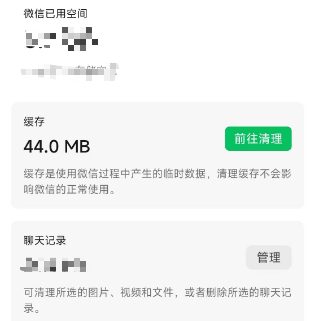 微信已用空间
缓存
44.0 MB
前往清理
缓存是使用微信过程中产生的临时数据，清理缓存不会影
响微信的正常使用。
聊天记录
管理
可清理所选的图片、视频和文件，或者删除所选的聊天记
录。